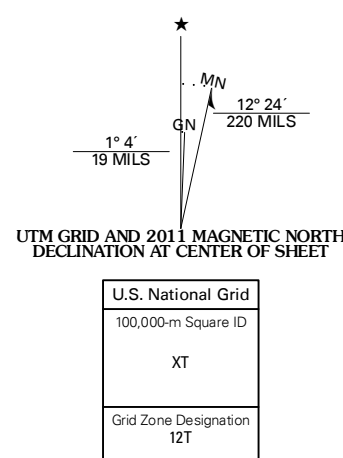 ★
MN
12° 24´
220 MILS
GN
1° 4´
19 MILS
UTM GRID AND 2011 MAGNETIC NORTH
DECLINATION AT CENTER OF SHEET
U.S. National Grid
100,000-m Square ID
XT
Grid Zone Designation
12T